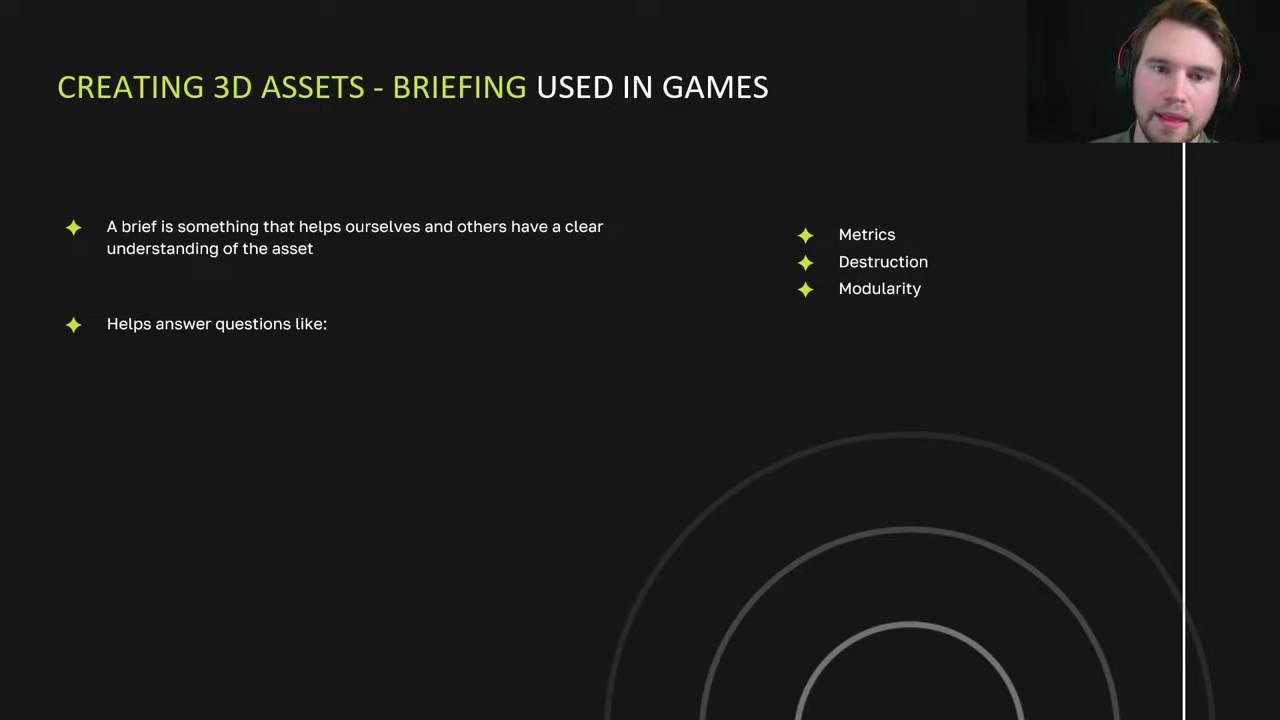 CREATING 3D ASSETS - BRIEFING USED IN GAMES
A brief is something that helps ourselves and others have a clear
understanding of the asset
Helps answer questions like:
Metrics
Destruction
Modularity